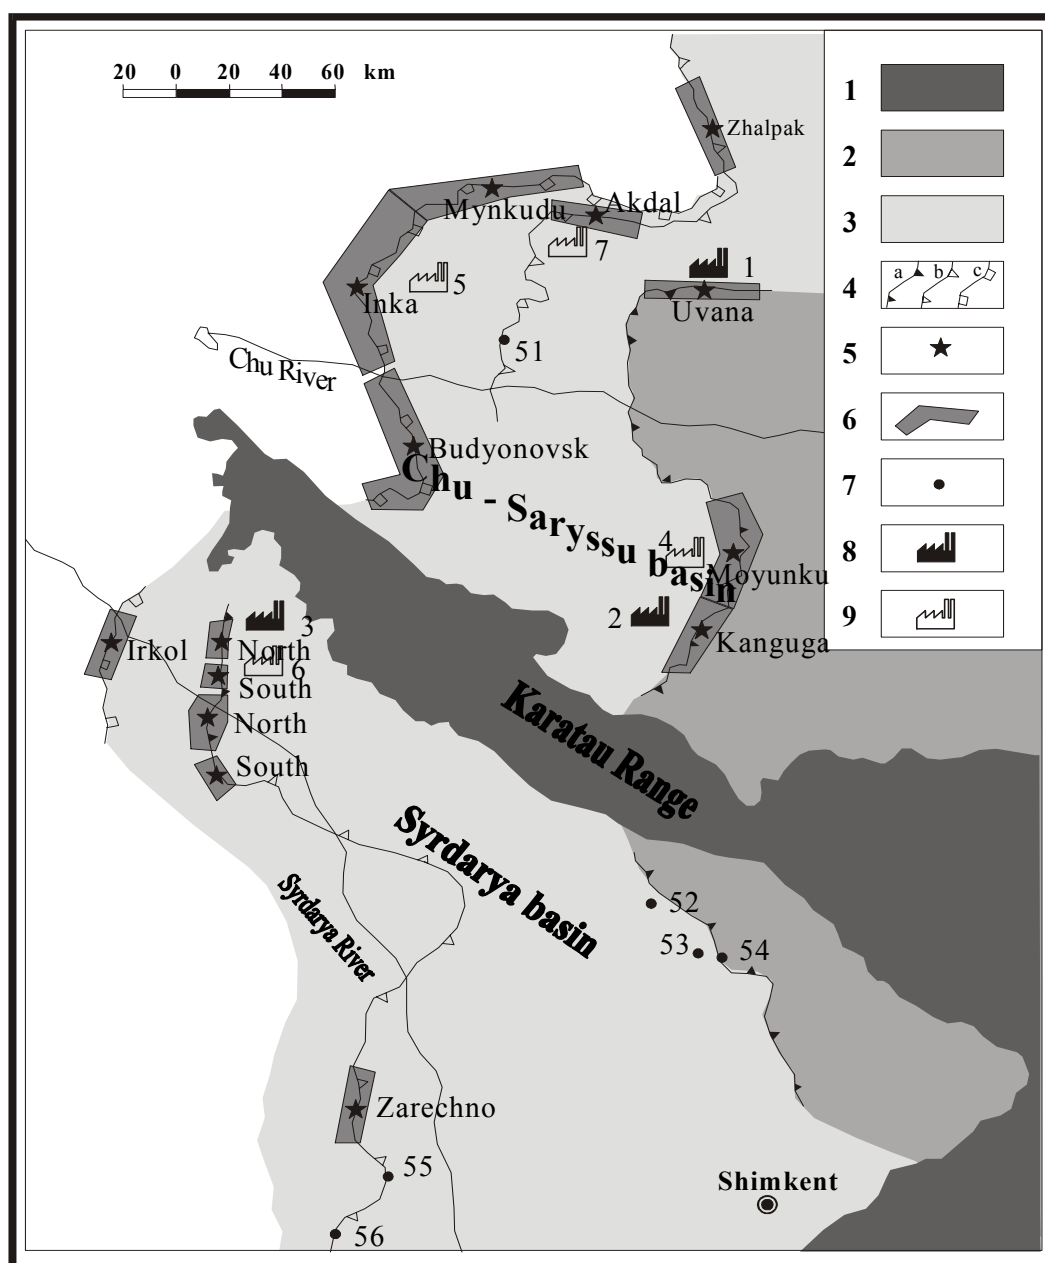 20 0 20 40 60 km
1
2
3
4 a b c
5
6
7
8
9
Zhalpak
Mynkudu
Akdal
7
1
5
Inka
Uvana
51
Chu River
Budyonovsk
Chu - Saryssu basin
4
Moyunku
2
Kanguga
3
Irkol
North
6
South
North
South
Karatau Range
Syrdarya basin
Syrdarya River
52
53
54
Zarechno
55
Shimkent
56